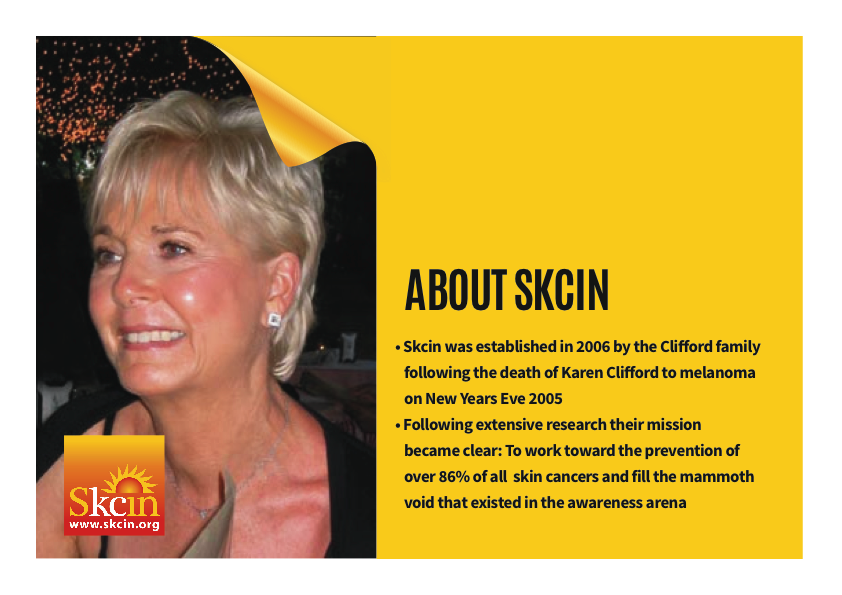 ABOUT SKCIN
• Skcin was established in 2006 by the Clifford family
following the death of Karen Clifford to melanoma
on New Years Eve 2005
• Following extensive research their mission
became clear: To work toward the prevention of
over 86% of all  skin cancers and fill the mammoth
void that existed in the awareness arena
Skcin
www.skcin.org